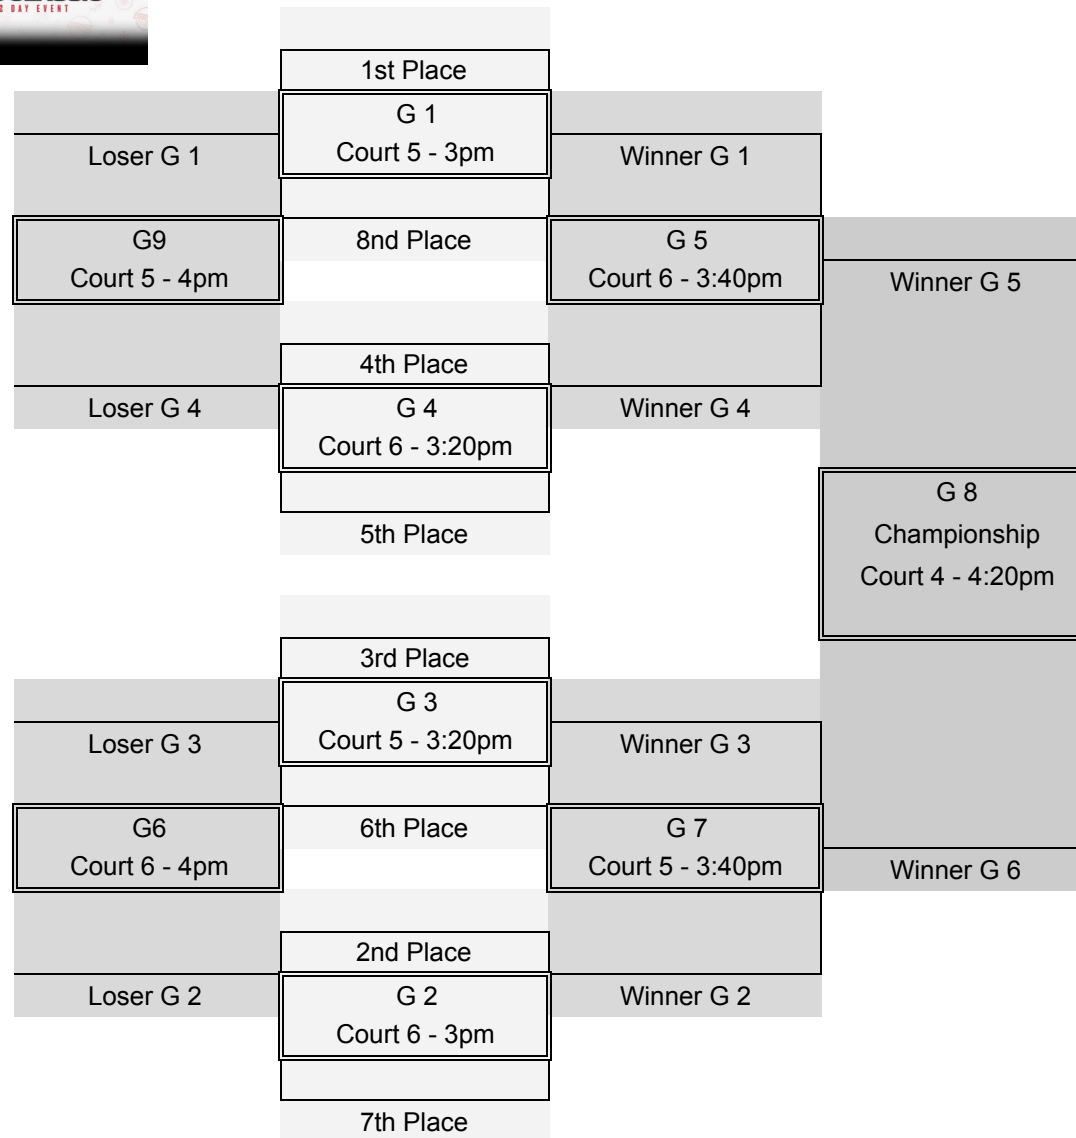 DAY EVENT
1st Place
G 1
Court 5 - 3pm
Loser G 1
Winner G 1
G9
Court 5 - 4pm
8nd Place
G 5
Court 6 - 3:40pm
Winner G 5
4th Place
Loser G 4
G 4
Court 6 - 3:20pm
Winner G 4
5th Place
G 8
Championship
Court 4 - 4:20pm
3rd Place
G 3
Court 5 - 3:20pm
Loser G 3
Winner G 3
G6
Court 6 - 4pm
6th Place
G 7
Court 5 - 3:40pm
Winner G 6
2nd Place
Loser G 2
G 2
Court 6 - 3pm
Winner G 2
7th Place